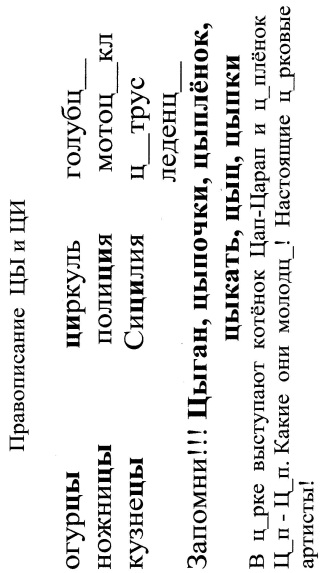 Правописание ЦЫ и ЦИ
огурцы циркуль голубц__
ножницы полиция мотоц__кл
кузнецы Сицилия ц__трус
леденц__
Запомни!!! Цыган, цыпочки, цыплёнок,
цыкать, цыц, цыпки
В ц_рке выступают котёнок Цап-Царап и ц_плёнок
Ц_п - Ц_п. Какие они молодц_! Настоящие ц_рковые
артисты!